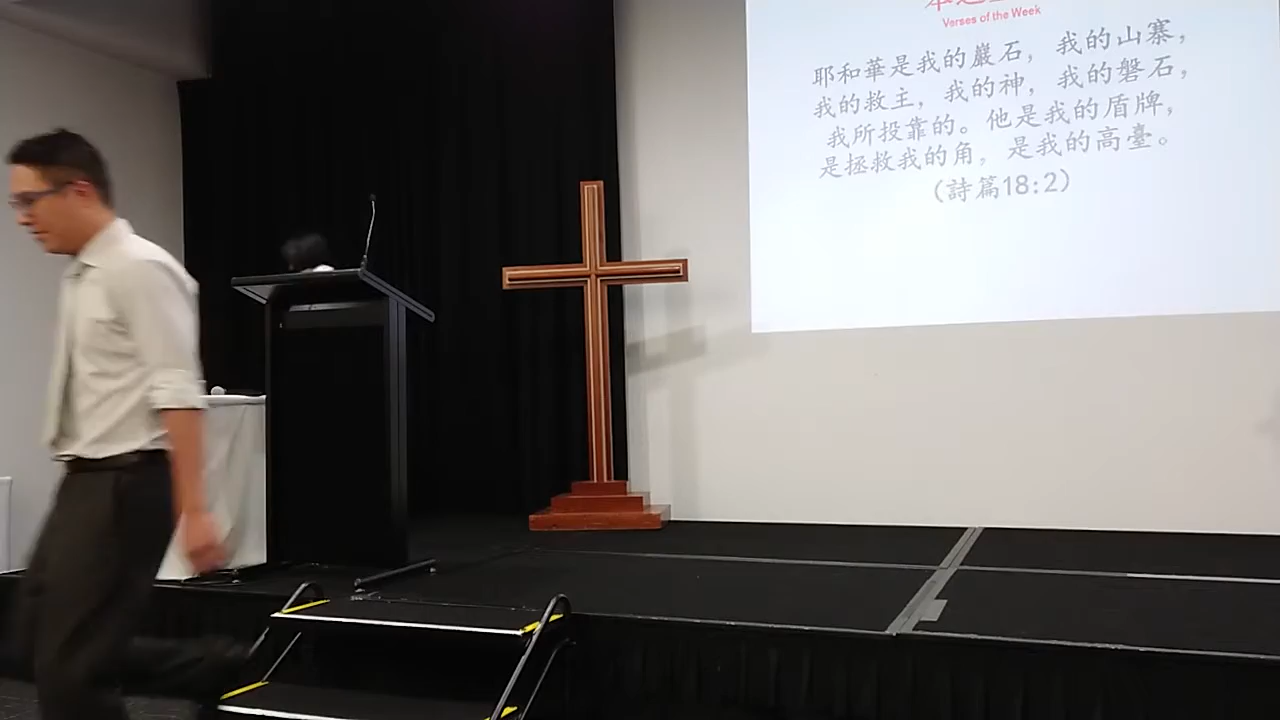 Verses of the Week
耶和華是我的巖石，我的山寨，
我的救主，我的神，我的磐石，
我所投靠的。他是我的盾牌，
是拯救我的角，是我的高臺。
（詩篇18:2）